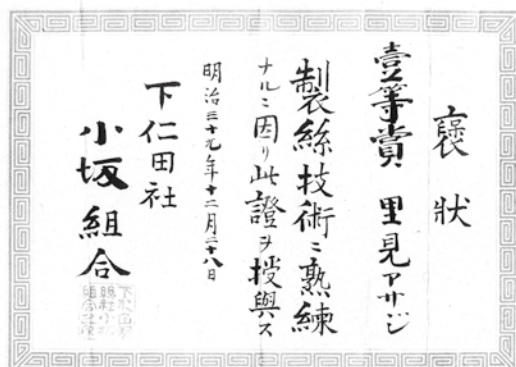 褒狀
壹等賞 里見アサジ
製絲技術ニ熟練
ナルニ因リ此證ヲ授與ス
明治三十九年十二月二十八日
下仁田社
小坂組合